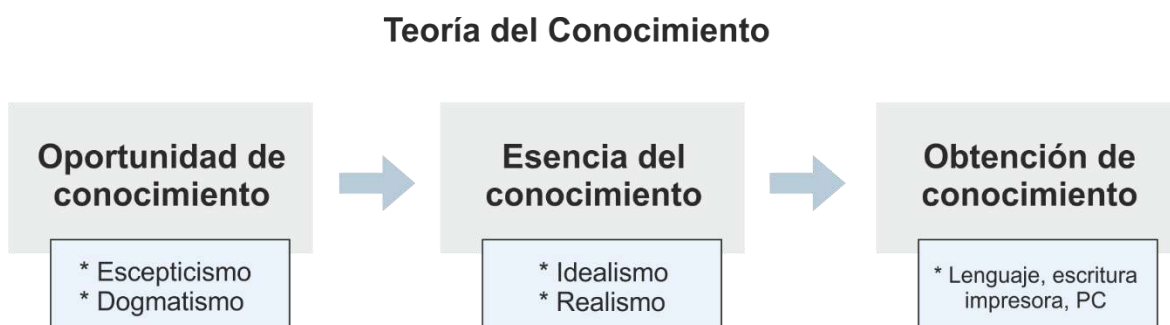 Teoría del Conocimiento
Oportunidad de
conocimiento
* Escepticismo
* Dogmatismo
Esencia del
conocimiento
* Idealismo
* Realismo
Obtención de
conocimiento
* Lenguaje, escritura
impresora, PC